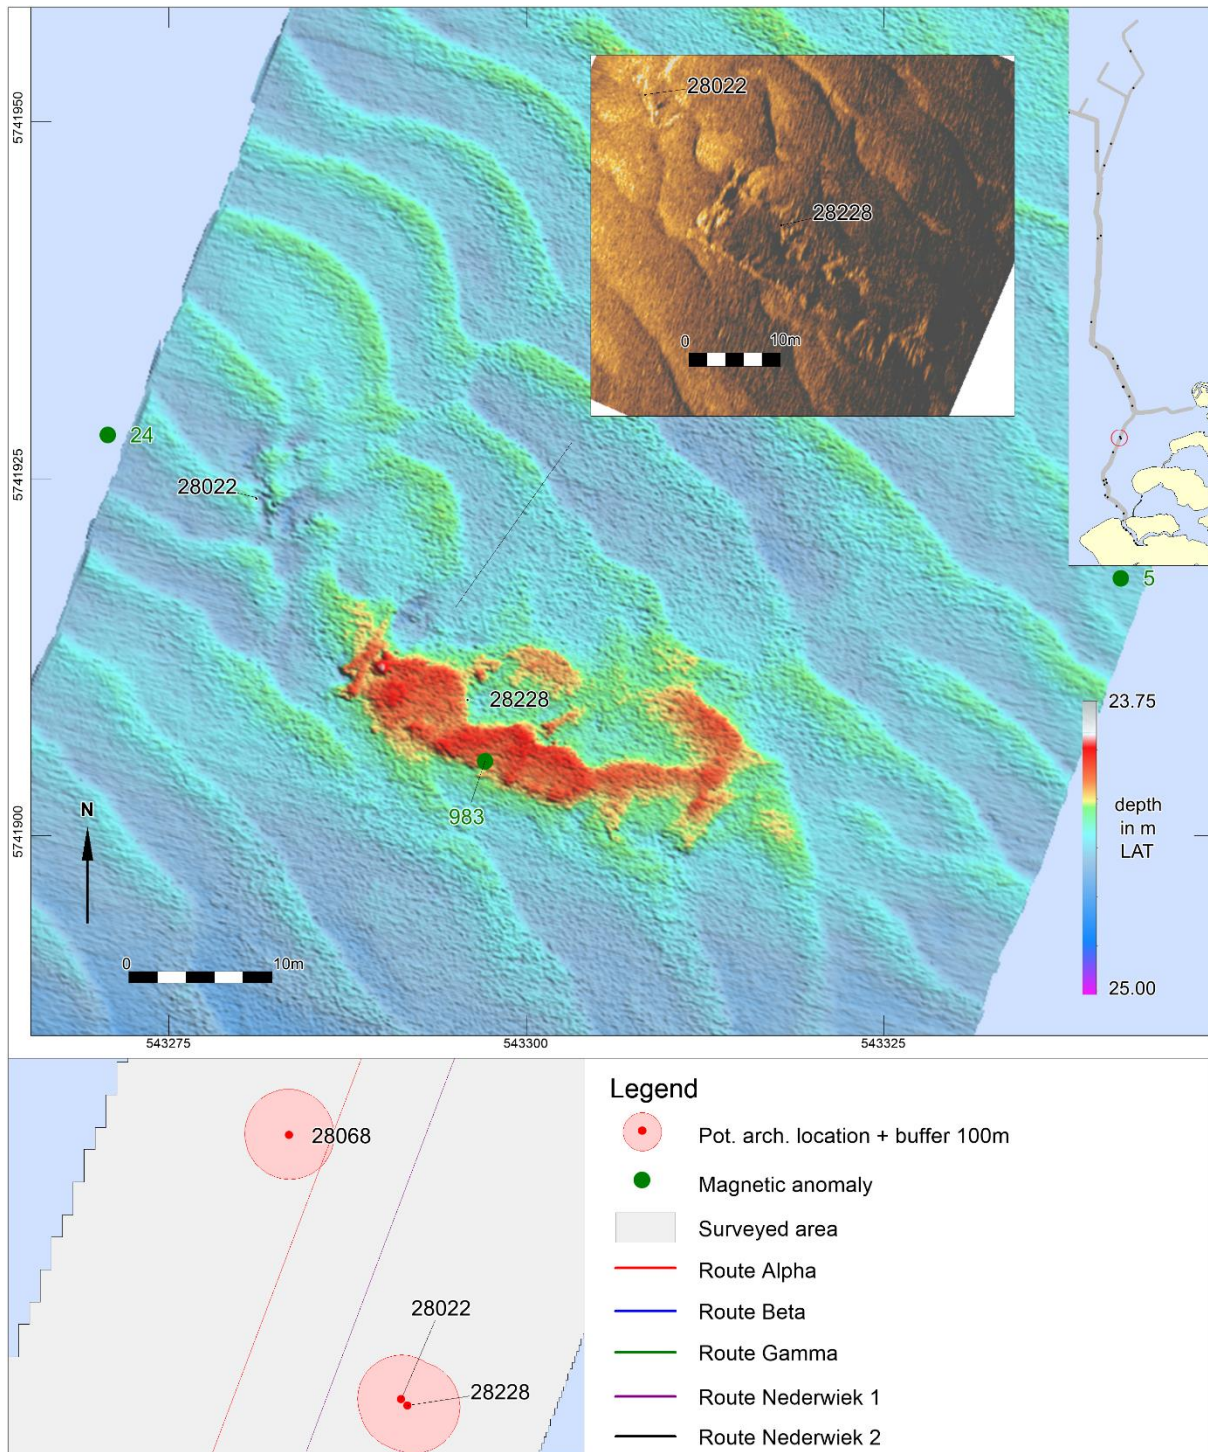 5741950
5741925
5741900
28022
28228
0
10m
24
28022
5
28228
983
23.75
depth
in m
LAT
25.00
N
0
10m
543275
543300
543325
28068
28022
28228
Legend
Pot. arch. location + buffer 100m
Magnetic anomaly
Surveyed area
Route Alpha
Route Beta
Route Gamma
Route Nederwiek 1
Route Nederwiek 2